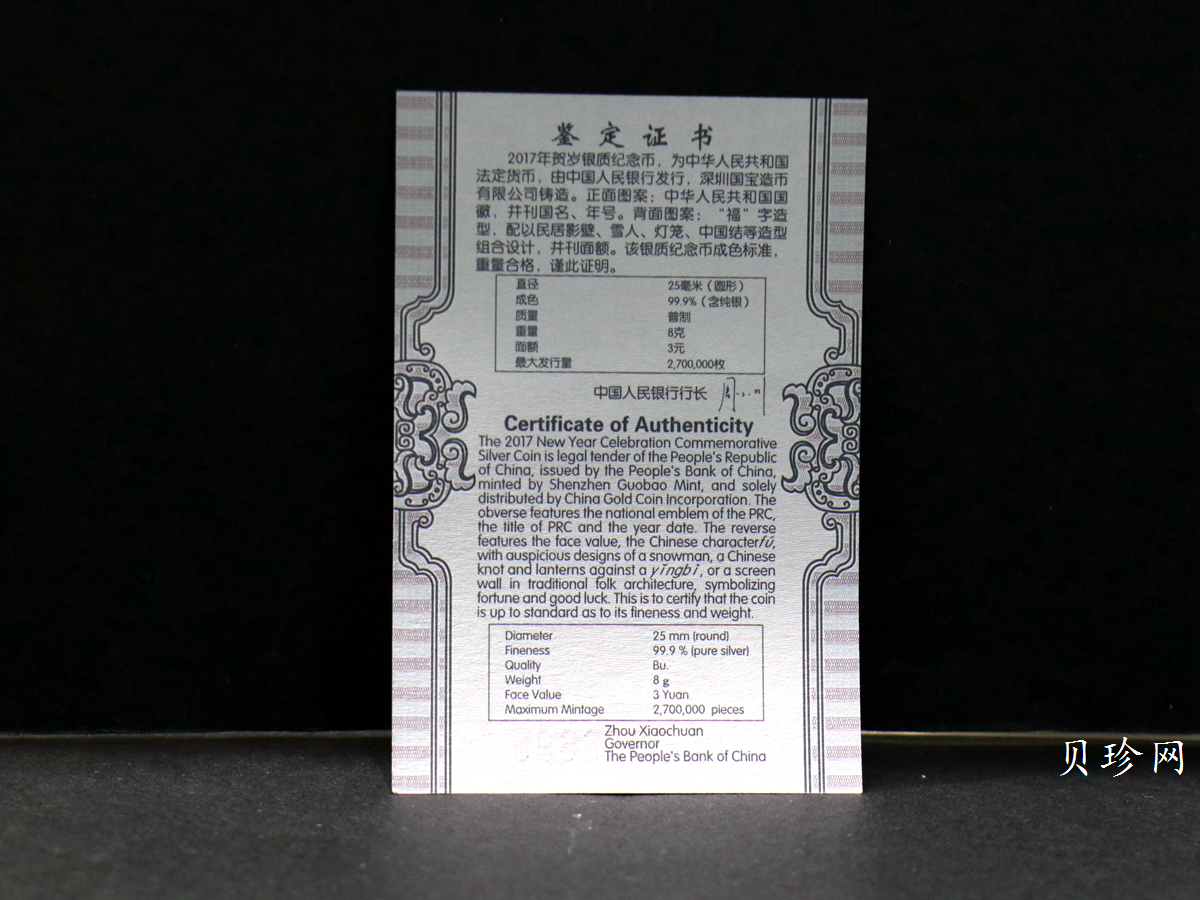 鉴定证书
2017年贺岁银质纪念币，为中华人民共和国
法定货币，由中国人民银行发行，深圳国宝造币
有限公司铸造。正面图案：中华人民共和国国
徽，并刊国名、年号。背面图案：“福”字造
型，配以民居影壁、雪人、灯笼、中国结等造型
组合设计，并刊面额。该银质纪念币成色标准，
重量合格，谨此证明。
直径 25毫米（圆形）
成色 99.9%（含纯银）
质量 普制
重量 8克
面额 3元
最大发行量 2,700,000枚
中国人民银行行长
Certificate of Authenticity
The 2017 New Year Celebration Commemorative
Silver Coin is legal tender of the People's Republic
of China, issued by the People's Bank of China,
minted by Shenzhen Guobao Mint, and solely
distributed by China Gold Coin Incorporation. The
obverse features the national emblem of the PRC,
the title of PRC and the year date. The reverse
features the face value, the Chinese characterfú,
with auspicious designs of a snowman, a Chinese
knot and lanterns against a yǐngbì, or a screen
wall in traditional folk architecture, symbolizing
fortune and good luck. This is to certify that the coin
is up to standard as to its fineness and weight.
Diameter 25 mm (round)
Fineness 99.9 % (pure silver)
Quality Bu.
Weight 8 g
Face Value 3 Yuan
Maximum Mintage 2,700,000 pieces
Zhou Xiaochuan
Governor
The People's Bank of China
贝珍网